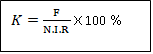 K = F / N.I.R × 100 %